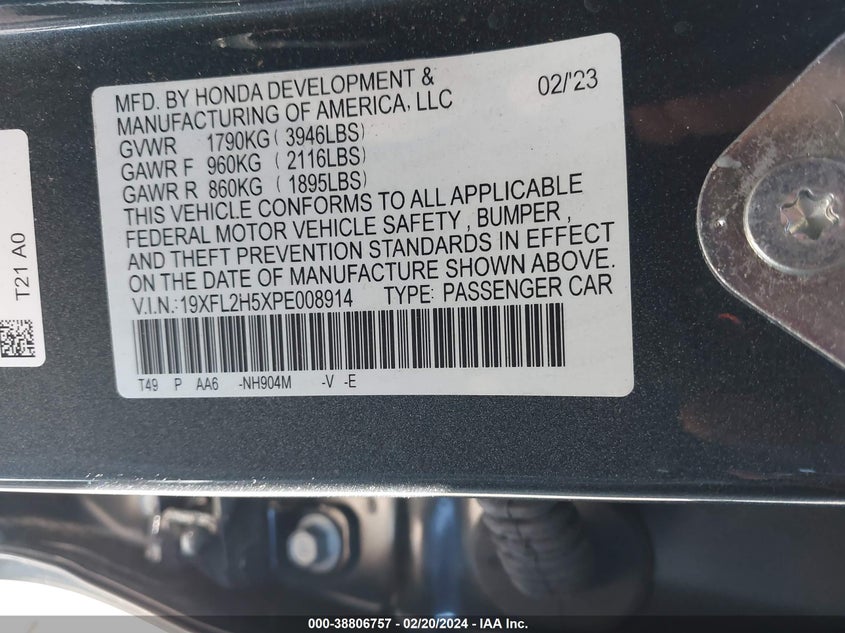 MFD. BY HONDA DEVELOPMENT & 02/'23
MANUFACTURING OF AMERICA, LLC
GVWR 1790KG ( 3946LBS)
GAWR F 960KG ( 2116LBS)
GAWR R 860KG ( 1895LBS)
THIS VEHICLE CONFORMS TO ALL APPLICABLE
FEDERAL MOTOR VEHICLE SAFETY , BUMPER ,
AND THEFT PREVENTION STANDARDS IN EFFECT
ON THE DATE OF MANUFACTURE SHOWN ABOVE.
V.I.N.:19XFL2H5XPE008914 TYPE: PASSENGER CAR
T49 P AA6 -NH904M -V -E
T21 A0
000-38806757 - 02/20/2024 - IAA Inc.